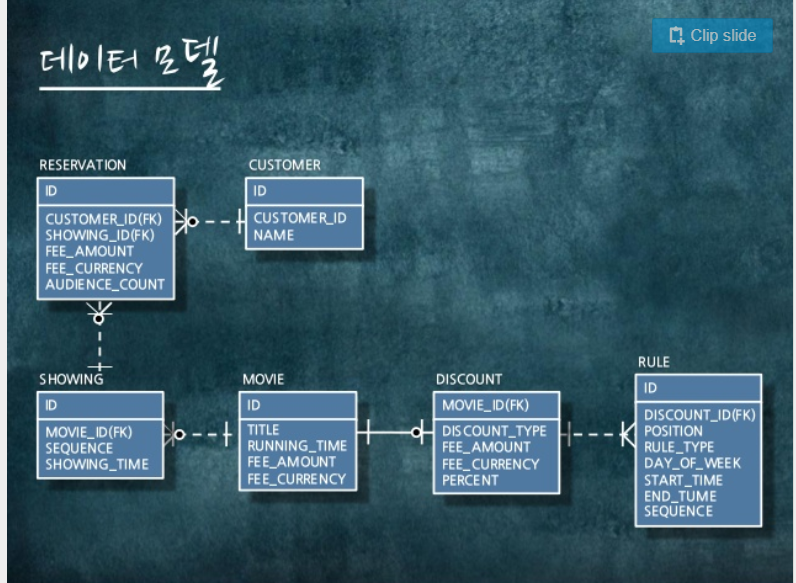 데이터 모델
Clip slide
RESERVATION
ID
CUSTOMER_ID(FK)
SHOWING_ID(FK)
FEE_AMOUNT
FEE_CURRENCY
AUDIENCE_COUNT
CUSTOMER
ID
CUSTOMER_ID
NAME
SHOWING
ID
MOVIE_ID(FK)
SEQUENCE
SHOWING_TIME
MOVIE
ID
TITLE
RUNNING_TIME
FEE_AMOUNT
FEE_CURRENCY
DISCOUNT
MOVIE_ID(FK)
DISCOUNT_TYPE
FEE_AMOUNT
FEE_CURRENCY
PERCENT
RULE
ID
DISCOUNT_ID(FK)
POSITION
RULE_TYPE
DAY_OF_WEEK
START_TIME
END_TUME
SEQUENCE